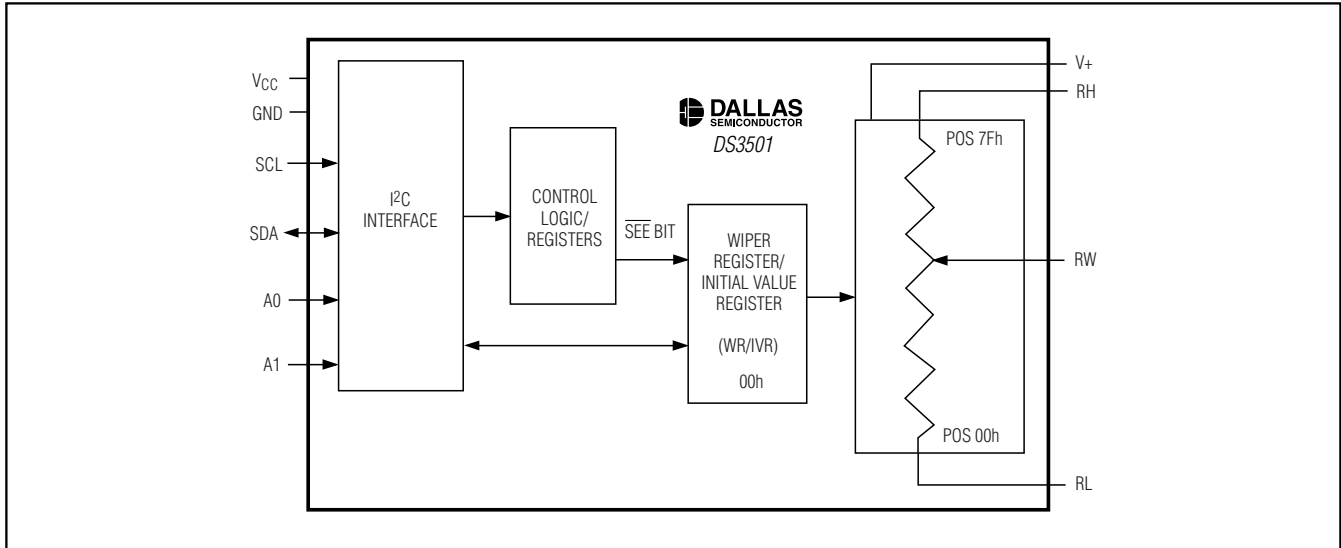 VCC
GND
SCL
SDA
A0
A1
I2C
INTERFACE
CONTROL
LOGIC/
REGISTERS
SEE BIT
DALLAS
SEMICONDUCTOR
DS3501
WIPER
REGISTER/
INITIAL VALUE
REGISTER
(WR/IVR)
00h
POS 7Fh
POS 00h
V+
RH
RW
RL